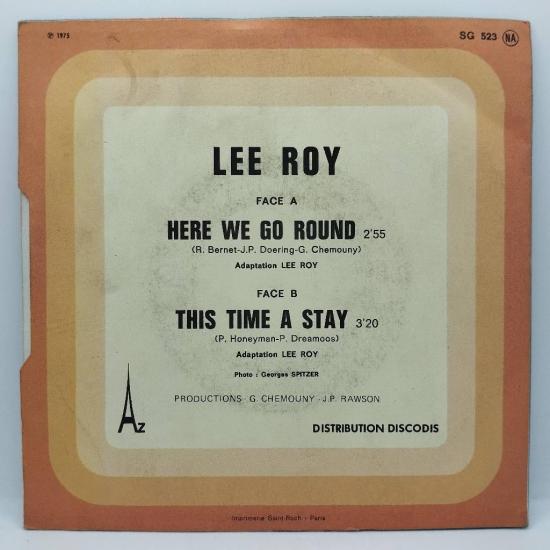 ℗ 1975
SG 523 NA
LEE ROY
FACE A
HERE WE GO ROUND 2'55
(R. Bernet-J.P. Doering-G. Chemouny)
Adaptation LEE ROY
FACE B
THIS TIME A STAY 3'20
(P. Honeyman-P. Dreamoos)
Adaptation LEE ROY
Photo : Georges SPITZER
PRODUCTIONS G. CHEMOUNY - J.P. RAWSON
AZ
DISTRIBUTION DISCODIS
Imprimerie Saint-Roch - Paris